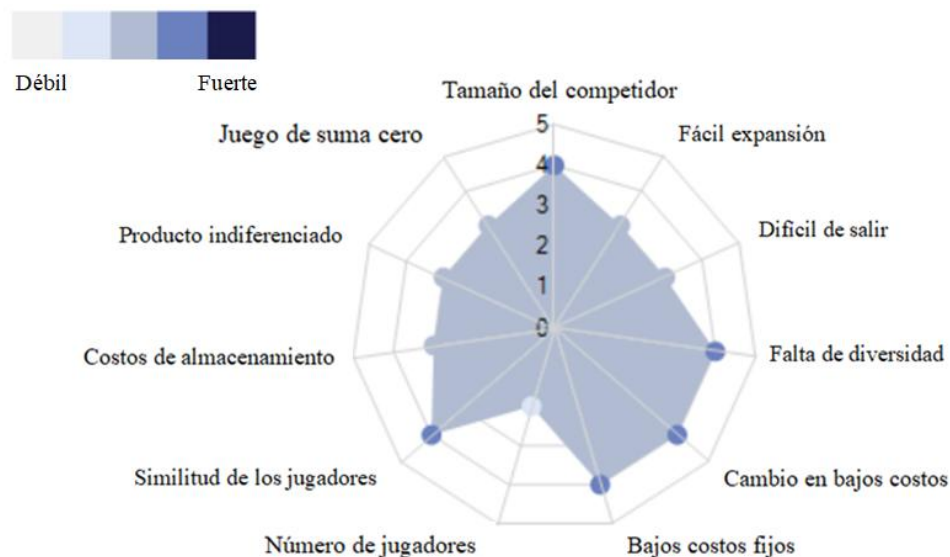 Débil
Fuerte
Tamaño del competidor
Juego de suma cero
Fácil expansión
5
4
3
2
1
0
Producto indiferenciado
Difícil de salir
Costos de almacenamiento
Falta de diversidad
Similitud de los jugadores
Cambio en bajos costos
Número de jugadores
Bajos costos fijos